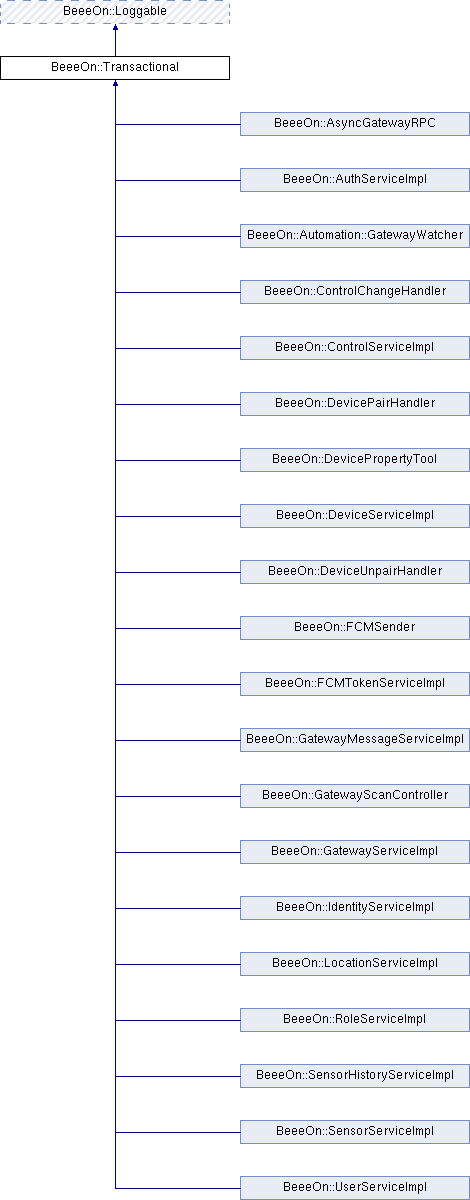 BeeeOn::Loggable
BeeeOn::Transactional
BeeeOn::AsyncGatewayRPC
BeeeOn::AuthServiceImpl
BeeeOn::Automation::GatewayWatcher
BeeeOn::ControlChangeHandler
BeeeOn::ControlServiceImpl
BeeeOn::DevicePairHandler
BeeeOn::DevicePropertyTool
BeeeOn::DeviceServiceImpl
BeeeOn::DeviceUnpairHandler
BeeeOn::FCMSender
BeeeOn::FCMTokenServiceImpl
BeeeOn::GatewayMessageServiceImpl
BeeeOn::GatewayScanController
BeeeOn::GatewayServiceImpl
BeeeOn::IdentityServiceImpl
BeeeOn::LocationServiceImpl
BeeeOn::RoleServiceImpl
BeeeOn::SensorHistoryServiceImpl
BeeeOn::SensorServiceImpl
BeeeOn::UserServiceImpl